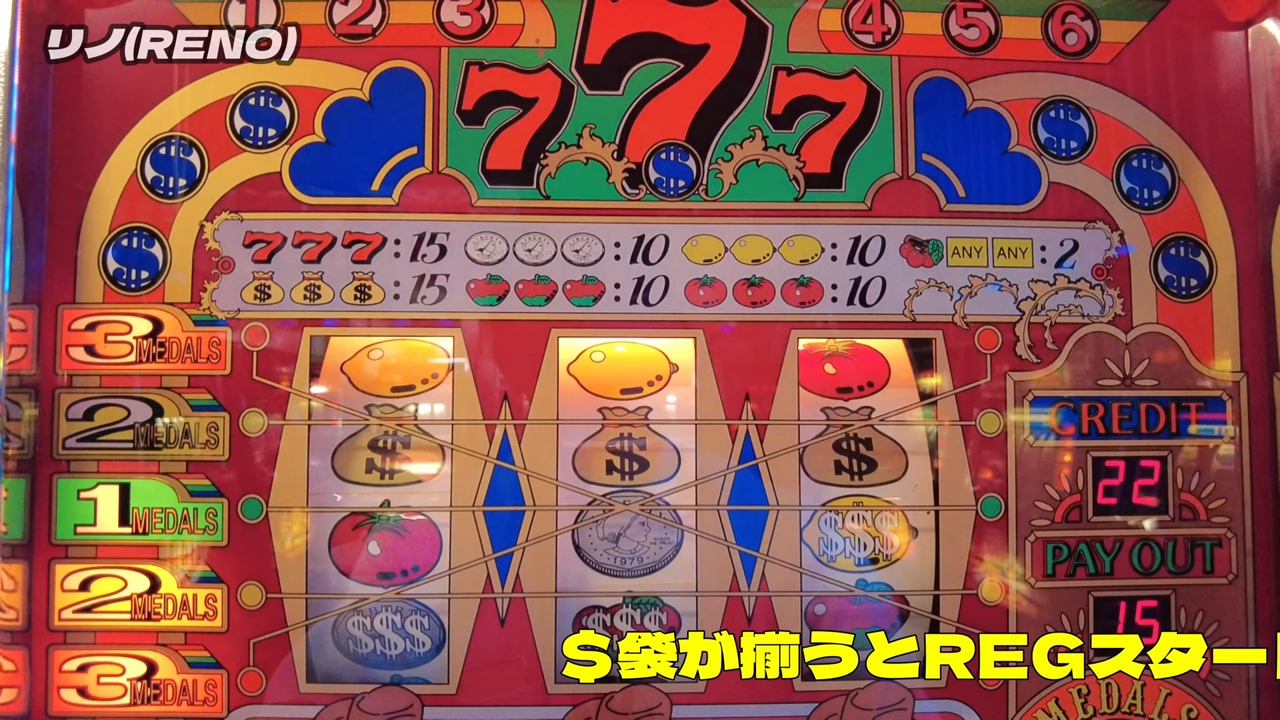 1 2 3
4 5 6
リノ(RENO)
7 7 7
$ $ $ $ $ $ $
777:15
:10
:10
ANY ANY :2
$ $ $ :15
:10
:10
3 MEDALS
2 MEDALS
1 MEDALS
2 MEDALS
3 MEDALS
$ $ $
$$$
1979
$$$
$$$
CREDIT
22
PAY OUT
15
MEDALS
$袋が揃うとREGスタート